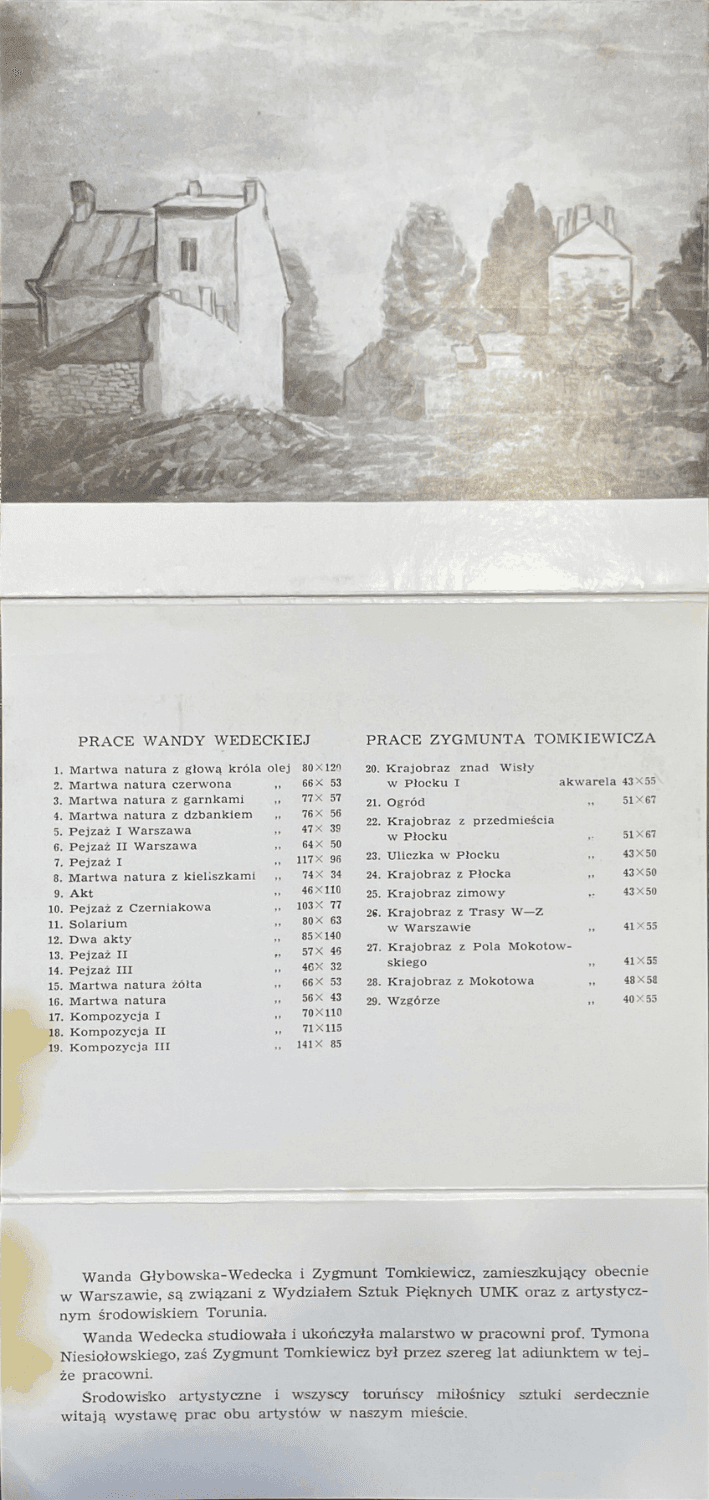 PRACE WANDY WEDECKIEJ
1. Martwa natura z głową króla olej 80×120
2. Martwa natura czerwona „ 66× 53
3. Martwa natura z garnkami „ 77× 57
4. Martwa natura z dzbankiem „ 76× 56
5. Pejzaż I Warszawa „ 47× 39
6. Pejzaż II Warszawa „ 64× 50
7. Pejzaż I „ 117× 96
8. Martwa natura z kieliszkami „ 74× 34
9. Akt „ 46×110
10. Pejzaż z Czerniakowa „ 103× 77
11. Solarium „ 80× 63
12. Dwa akty „ 85×140
13. Pejzaż II „ 57× 46
14. Pejzaż III „ 46× 32
15. Martwa natura żółta „ 66× 53
16. Martwa natura „ 56× 43
17. Kompozycja I „ 70×110
18. Kompozycja II „ 71×115
19. Kompozycja III „ 141× 85
PRACE ZYGMUNTA TOMKIEWICZA
20. Krajobraz znad Wisły
w Płocku I akwarela 43×55
21. Ogród „ 51×67
22. Krajobraz z przedmieścia
w Płocku „ 51×67
23. Uliczka w Płocku „ 43×50
24. Krajobraz z Płocka „ 43×50
25. Krajobraz zimowy „ 43×50
26. Krajobraz z Trasy W—Z
w Warszawie „ 41×55
27. Krajobraz z Pola Mokotow-
skiego „ 41×55
28. Krajobraz z Mokotowa „ 48×58
29. Wzgórze „ 40×55
Wanda Głybowska-Wedecka i Zygmunt Tomkiewicz, zamieszkujący obecnie
w Warszawie, są związani z Wydziałem Sztuk Pięknych UMK oraz z artystycz-
nym środowiskiem Torunia.
Wanda Wedecka studiowała i ukończyła malarstwo w pracowni prof. Tymona
Niesiołowskiego, zaś Zygmunt Tomkiewicz był przez szereg lat adiunktem w tej-
że pracowni.
Środowisko artystyczne i wszyscy toruńscy miłośnicy sztuki serdecznie
witają wystawę prac obu artystów w naszym mieście.